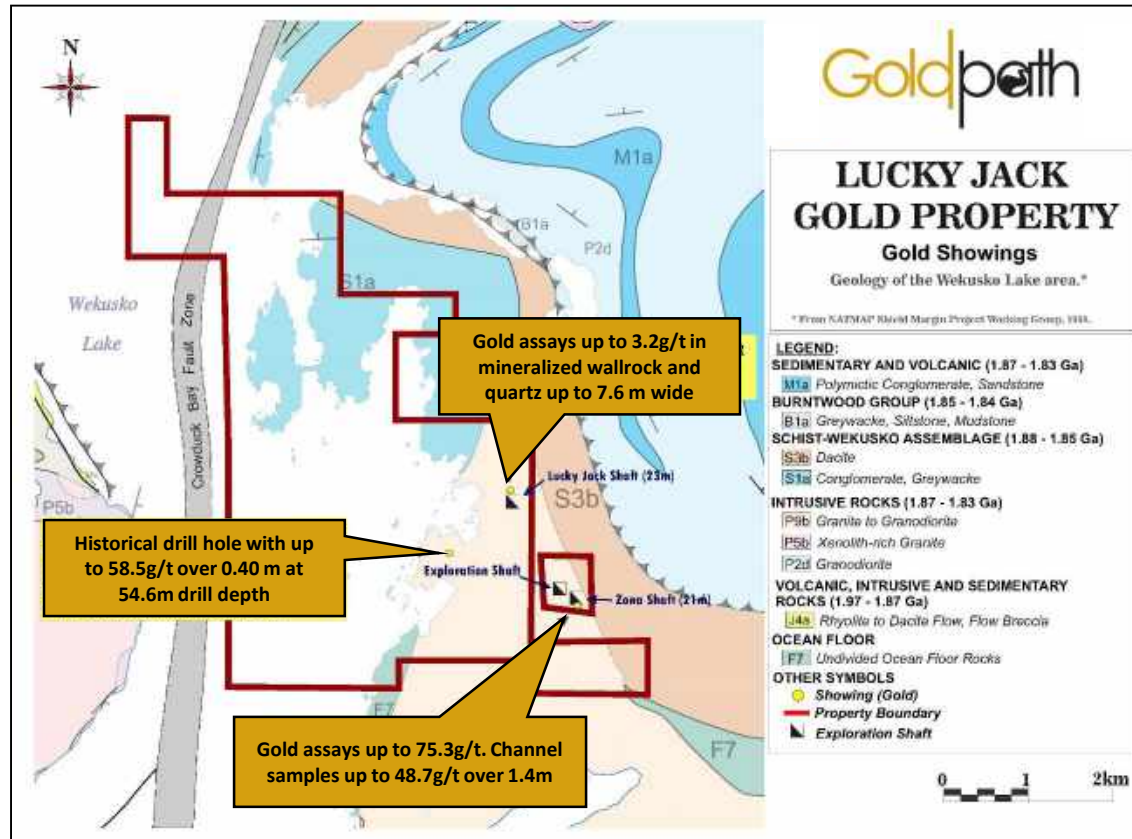 N
Goldpath
LUCKY JACK
GOLD PROPERTY
Gold Showings
Geology of the Wekusko Lake area.*
* From NATMAP Shield Margin Project Working Group,
LEGEND:
SEDIMENTARY AND VOLCANIC (1.87 - 1.83 Ga)
M1a Polymictic Conglomerate, Sandstone
BURNTWOOD GROUP (1.85 - 1.84 Ga)
B1a Greywacke, Siltstone, Mudstone
SCHIST-WEKUSKO ASSEMBLAGE (1.88 - 1.85 Ga)
S3b Dacite
S1a Conglomerate, Greywacke
INTRUSIVE ROCKS (1.87 - 1.83 Ga)
P9b Granite to Granodiorite
P5b Xenolith-rich Granite
P2d Granodiorite
VOLCANIC, INTRUSIVE AND SEDIMENTARY
ROCKS (1.97 - 1.87 Ga)
J4a Rhyolite to Dacite Flow, Flow Breccia
OCEAN FLOOR
F7 Undivided Ocean Floor Rocks
OTHER SYMBOLS
Showing (Gold)
Property Boundary
Exploration Shaft
0 1 2km
M1a
B1a
P2d
S1a
Wekusko
Lake
Crowduck Bay Fault Zone
Gold assays up to 3.2g/t in
mineralized wallrock and
quartz up to 7.6 m wide
Lucky Jack Shaft (23m)
S3b
P5b
Historical drill hole with up
to 58.5g/t over 0.40 m at
54.6m drill depth
Exploration Shaft
Zona Shaft (21m)
F7
Gold assays up to 75.3g/t. Channel
samples up to 48.7g/t over 1.4m
F7